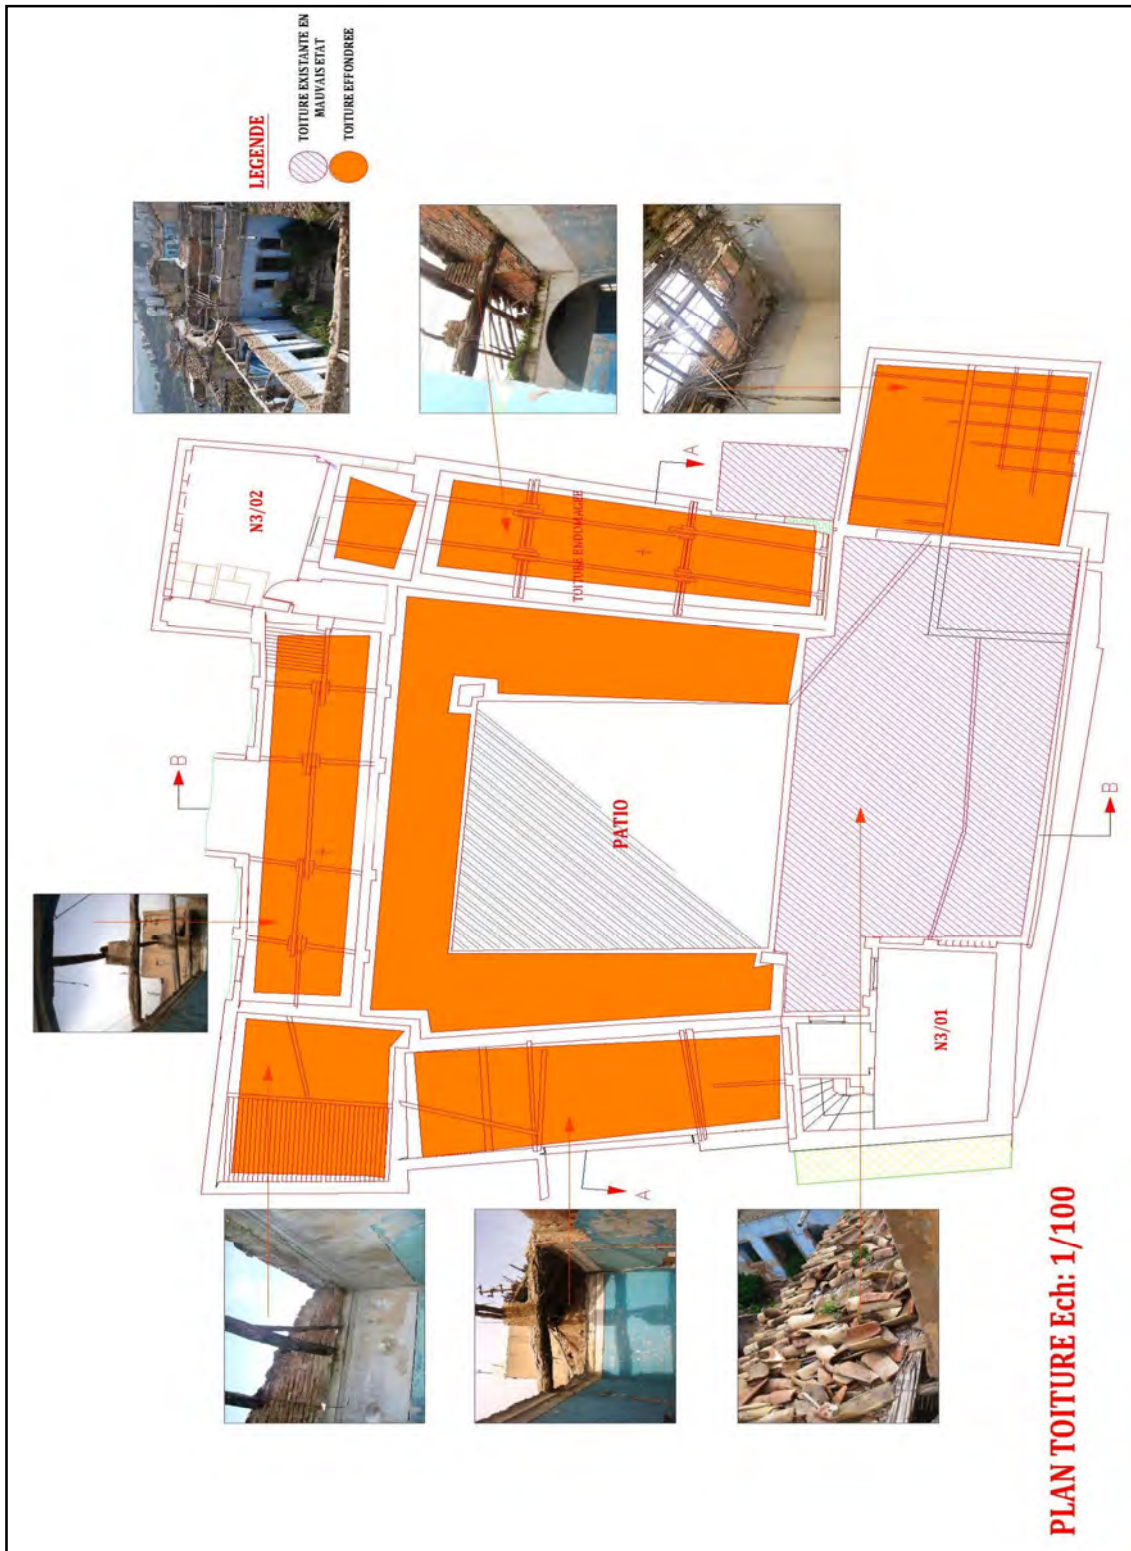 LEGENDE
TOITURE EXISTANTE EN
MAUVAIS ETAT
TOITURE EFFONDREE
N3/02
A
TOITURE ENDOMAGEE
B
PATIO
B
N3/01
A
PLAN TOITURE Ech: 1/100